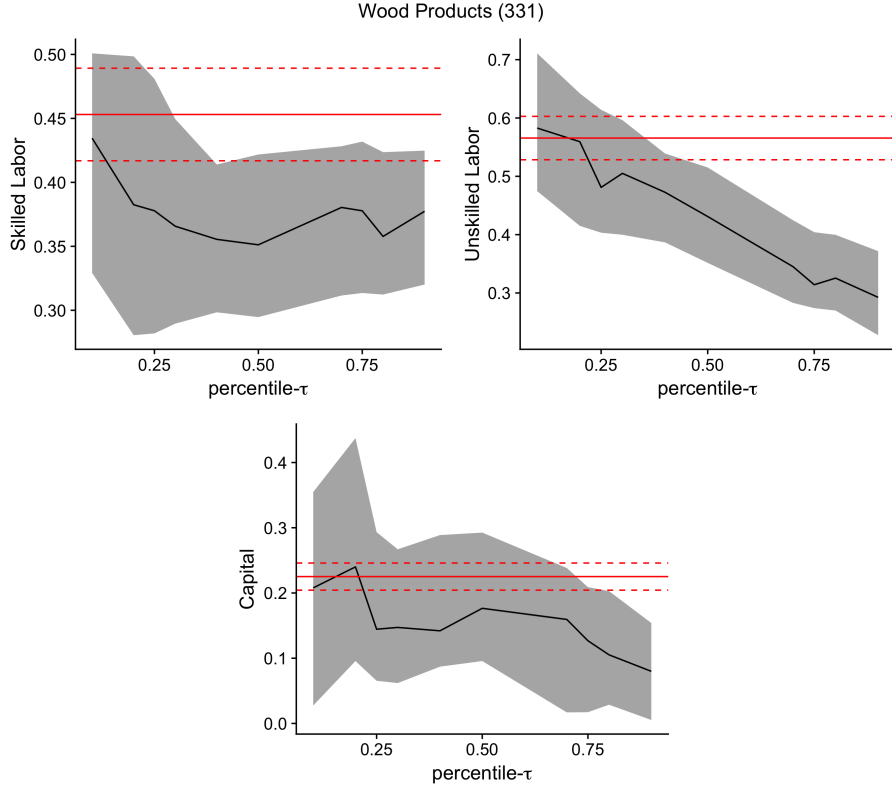 Wood Products (331)
Skilled Labor
0.50
0.45
0.40
0.35
0.30
0.25 0.50 0.75
percentile-τ
Unskilled Labor
0.7
0.6
0.5
0.4
0.3
0.25 0.50 0.75
percentile-τ
Capital
0.4
0.3
0.2
0.1
0.0
0.25 0.50 0.75
percentile-τ